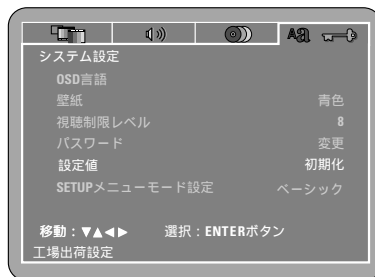 Aa
システム設定
OSD言語
壁紙 青色
視聴制限レベル 8
パスワード 変更
設定値 初期化
SETUPメニューモード設定 ベーシック
移動：▼▲◀▶ 選択：ENTERボタン
工場出荷設定